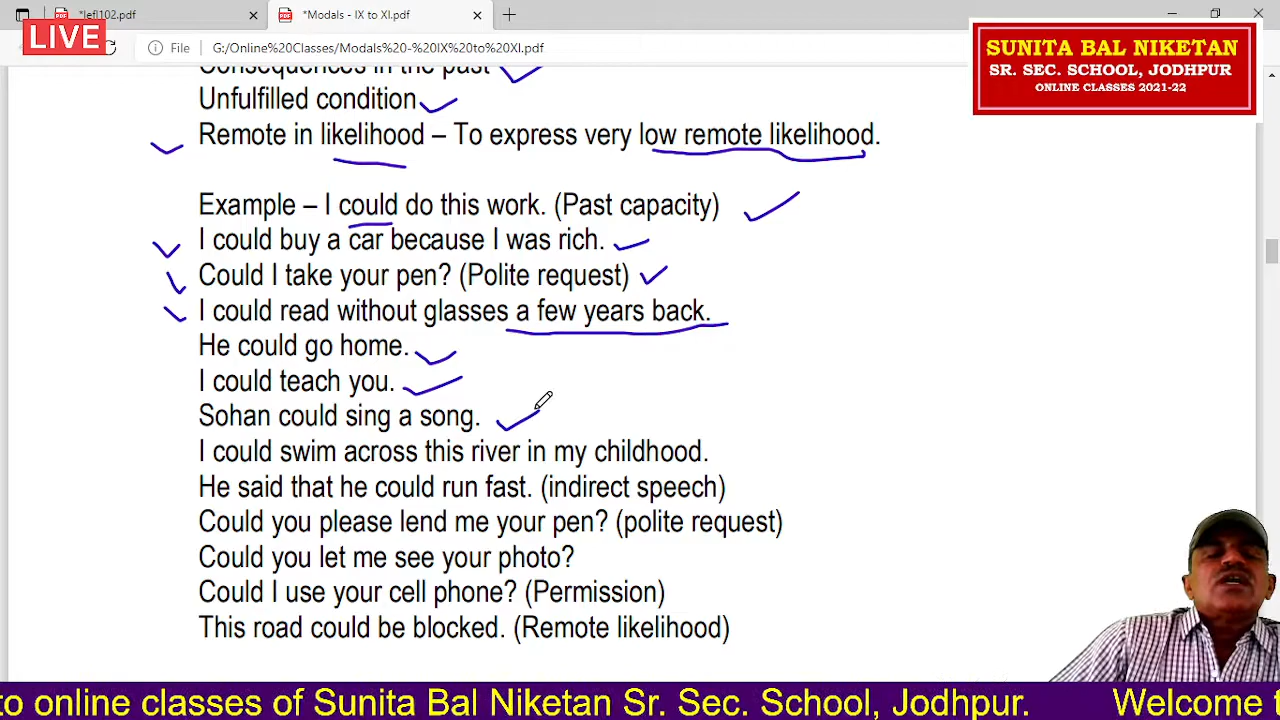 *lefl102.pdf
*Modals - IX to XI.pdf
LIVE
File
G:/Online%20Classes/Modals%20-%20IX%20to%20XI.pdf
SUNITA BAL NIKETAN
SR. SEC. SCHOOL, JODHPUR
ONLINE CLASSES 2021-22
Consequences in the past
Unfulfilled condition
Remote in likelihood – To express very low remote likelihood.
Example – I could do this work. (Past capacity)
I could buy a car because I was rich.
Could I take your pen? (Polite request)
I could read without glasses a few years back.
He could go home.
I could teach you.
Sohan could sing a song.
I could swim across this river in my childhood.
He said that he could run fast. (indirect speech)
Could you please lend me your pen? (polite request)
Could you let me see your photo?
Could I use your cell phone? (Permission)
This road could be blocked. (Remote likelihood)
to online classes of Sunita Bal Niketan Sr. Sec. School, Jodhpur. Welcome t